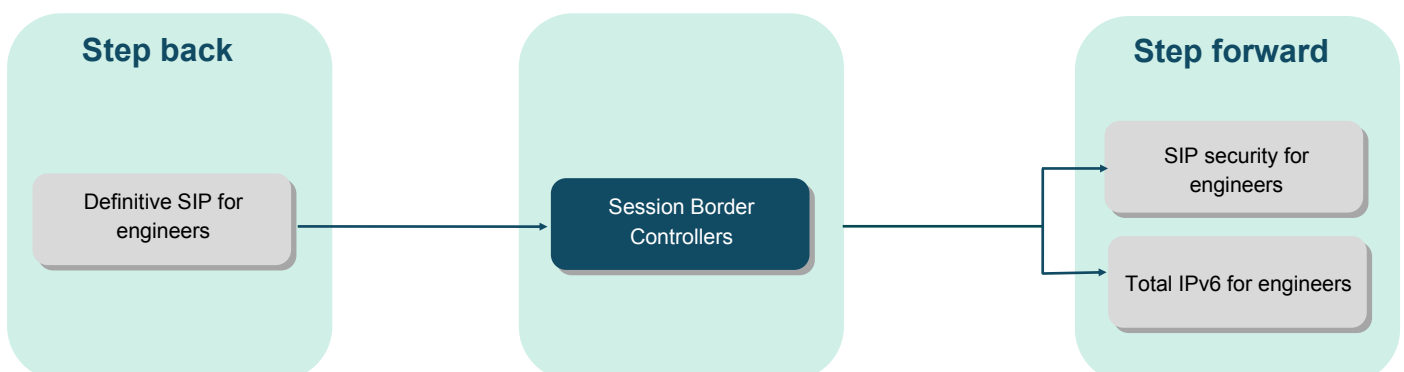 Step back
Definitive SIP for
engineers
Session Border
Controllers
Step forward
SIP security for
engineers
Total IPv6 for engineers